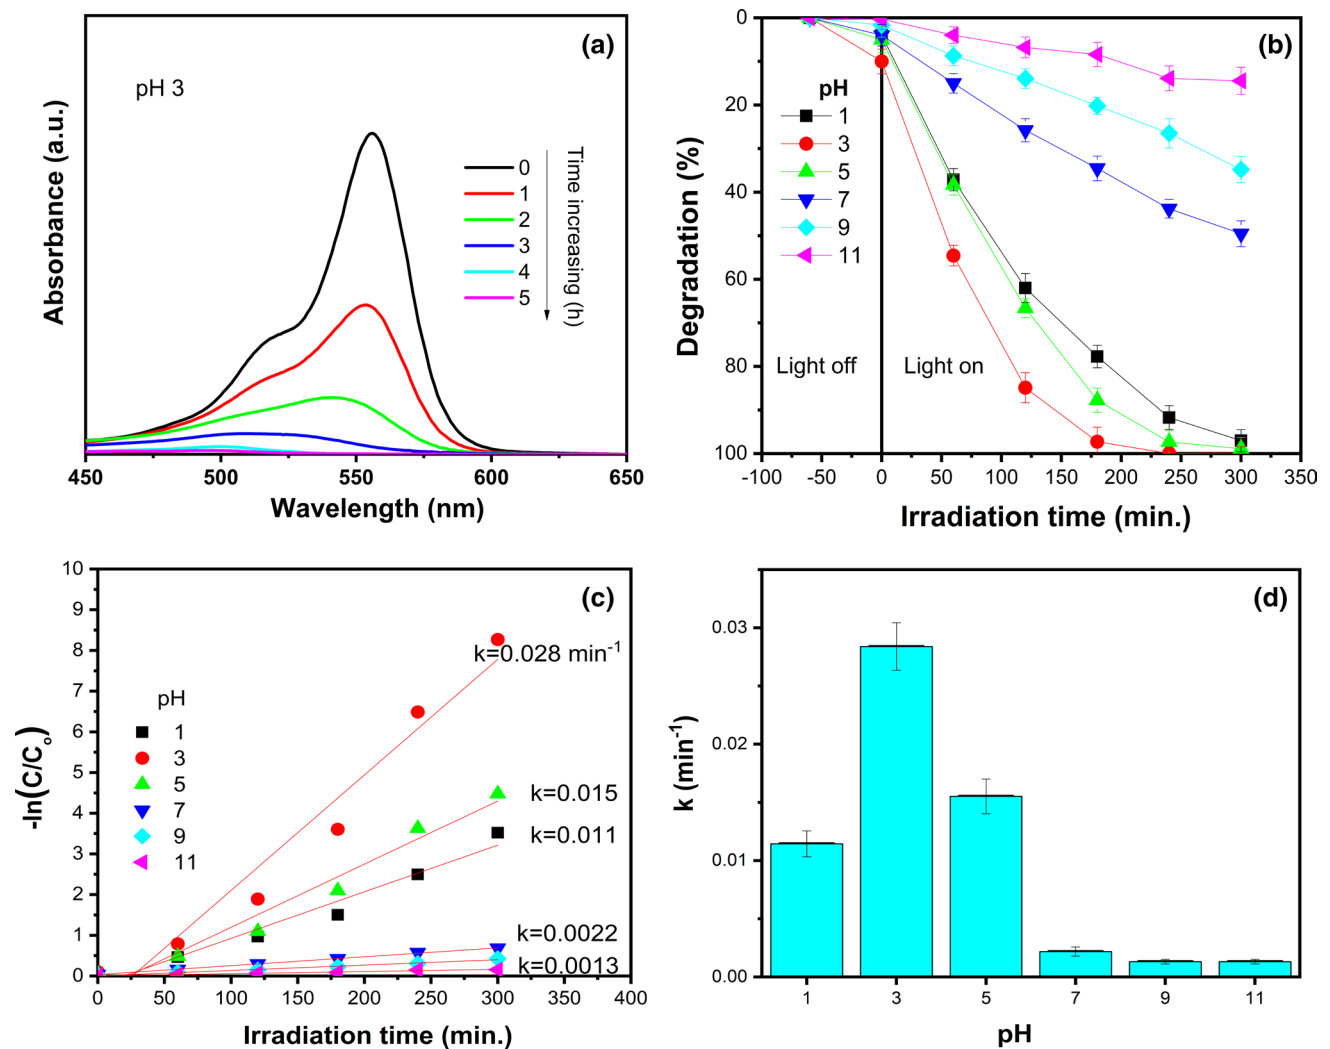 (a)
pH 3
Absorbance (a.u.)
0
1
2
3
4
5
Time increasing (h)
450 500 550 600 650
Wavelength (nm)
(b)
0
20
40
60
80
100
Degradation (%)
pH
1
3
5
7
9
11
Light off Light on
-100 -50 0 50 100 150 200 250 300 350
Irradiation time (min.)
(c)
10
9
8
7
6
5
4
3
2
1
0
-ln(C/C₀)
pH
1
3
5
7
9
11
k=0.028 min⁻¹
k=0.015
k=0.011
k=0.0022
k=0.0013
0 50 100 150 200 250 300 350 400
Irradiation time (min.)
(d)
0.03
0.02
0.01
0.00
k (min⁻¹)
1 3 5 7 9 11
pH